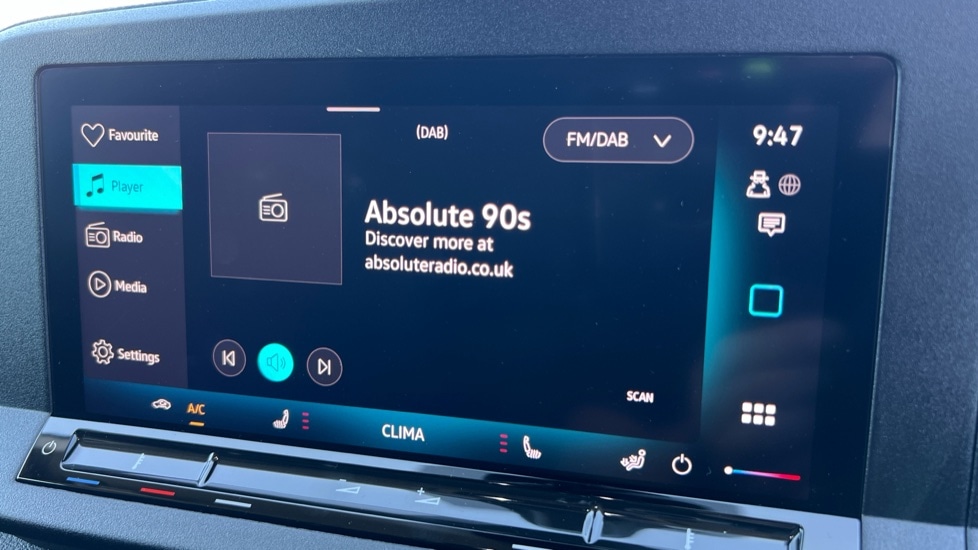 Favourite
Player
Radio
Media
Settings
(DAB)
FM/DAB
Absolute 90s
Discover more at
absoluteradio.co.uk
SCAN
9:47
A/C
CLIMA